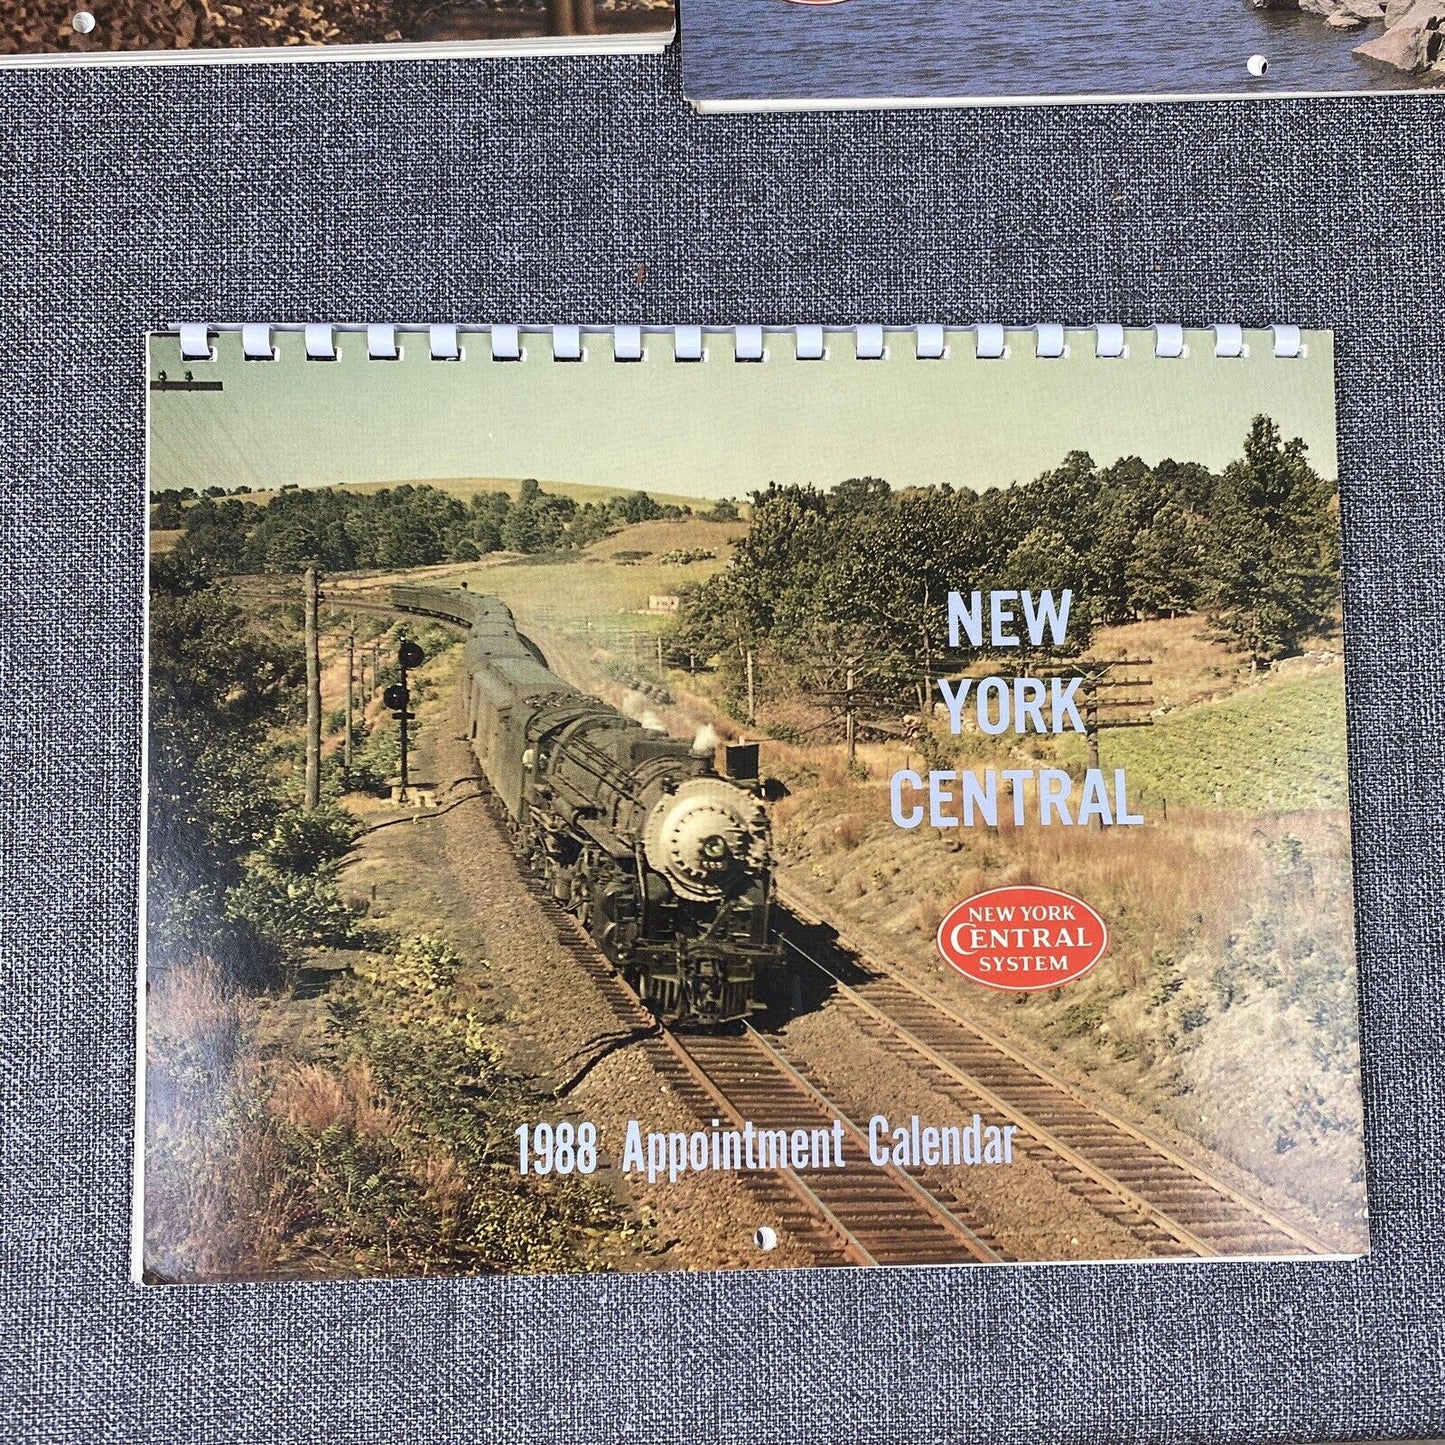 NEW
YORK
CENTRAL
NEW YORK
CENTRAL
SYSTEM
1988 Appointment Calendar